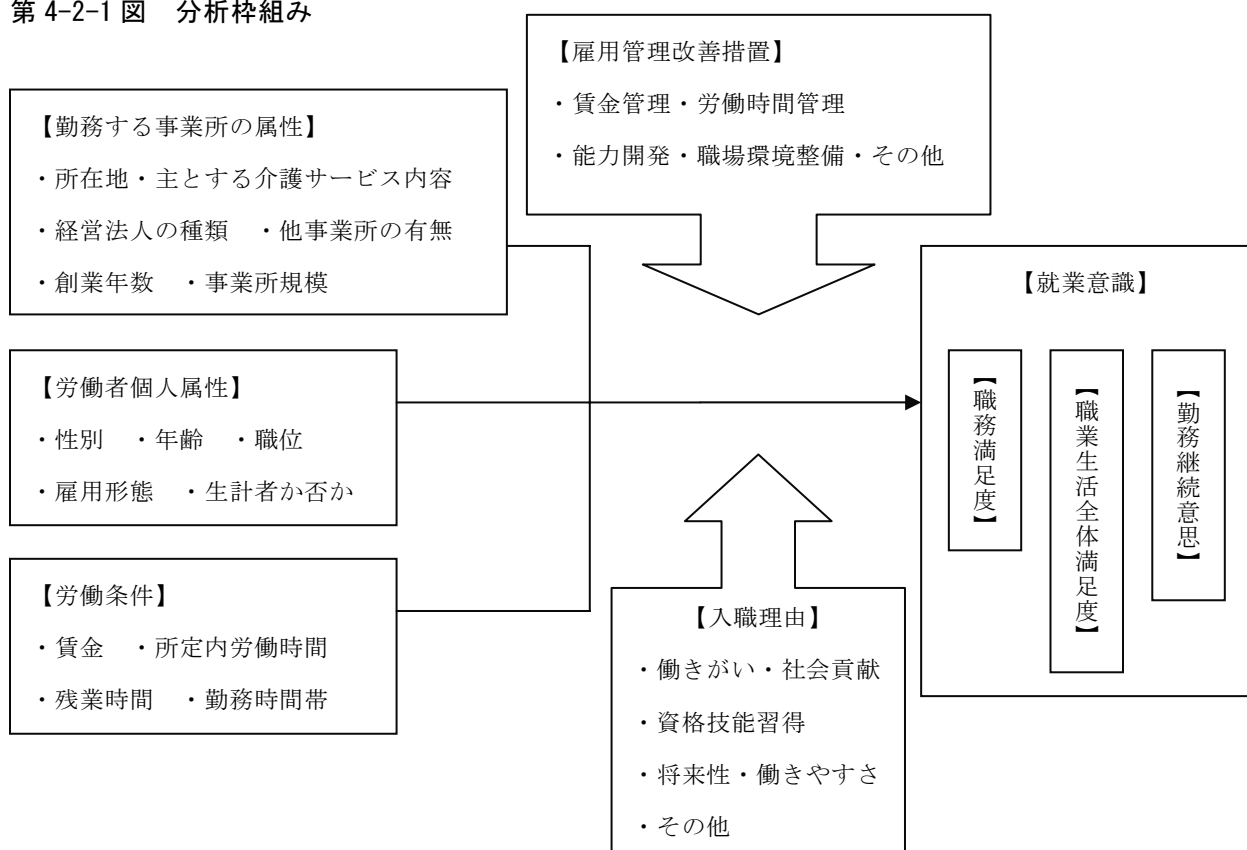 第 4-2-1 図　分析枠組み
【雇用管理改善措置】
・賃金管理・労働時間管理
・能力開発・職場環境整備・その他
【勤務する事業所の属性】
・所在地・主とする介護サービス内容
・経営法人の種類　・他事業所の有無
・創業年数　・事業所規模
【労働者個人属性】
・性別　・年齢　・職位
・雇用形態　・生計者か否か
【労働条件】
・賃金　・所定内労働時間
・残業時間　・勤務時間帯
【入職理由】
・働きがい・社会貢献
・資格技能習得
・将来性・働きやすさ
・その他
【就業意識】
【職務満足度】
【職業生活全体満足度】
【勤務継続意思】